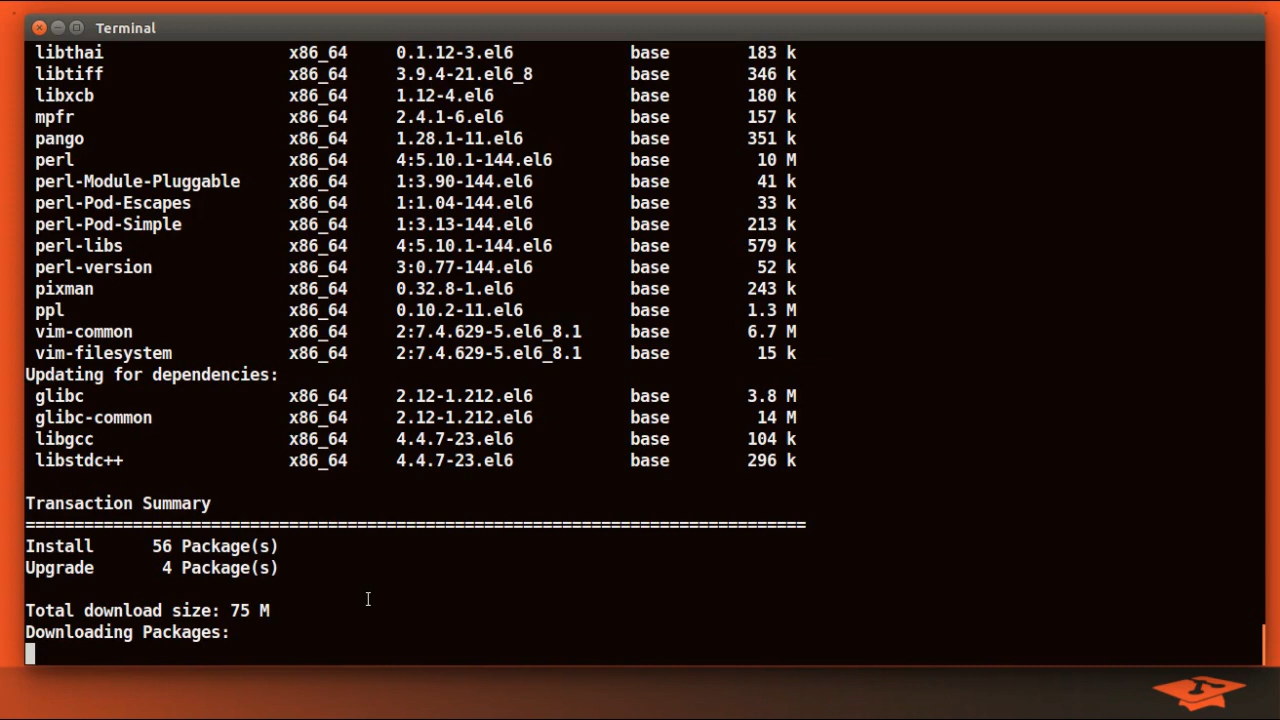 Terminal
libthai x86_64 0.1.12-3.el6 base 183 k
libtiff x86_64 3.9.4-21.el6_8 base 346 k
libxcb x86_64 1.12-4.el6 base 180 k
mpfr x86_64 2.4.1-6.el6 base 157 k
pango x86_64 1.28.1-11.el6 base 351 k
perl x86_64 4:5.10.1-144.el6 base 10 M
perl-Module-Pluggable x86_64 1:3.90-144.el6 base 41 k
perl-Pod-Escapes x86_64 1:1.04-144.el6 base 33 k
perl-Pod-Simple x86_64 1:3.13-144.el6 base 213 k
perl-libs x86_64 4:5.10.1-144.el6 base 579 k
perl-version x86_64 3:0.77-144.el6 base 52 k
pixman x86_64 0.32.8-1.el6 base 243 k
ppl x86_64 0.10.2-11.el6 base 1.3 M
vim-common x86_64 2:7.4.629-5.el6_8.1 base 6.7 M
vim-filesystem x86_64 2:7.4.629-5.el6_8.1 base 15 k
Updating for dependencies:
glibc x86_64 2.12-1.212.el6 base 3.8 M
glibc-common x86_64 2.12-1.212.el6 base 14 M
libgcc x86_64 4.4.7-23.el6 base 104 k
libstdc++ x86_64 4.4.7-23.el6 base 296 k
Transaction Summary
================================================================================
Install 56 Package(s)
Upgrade 4 Package(s)
Total download size: 75 M
Downloading Packages: